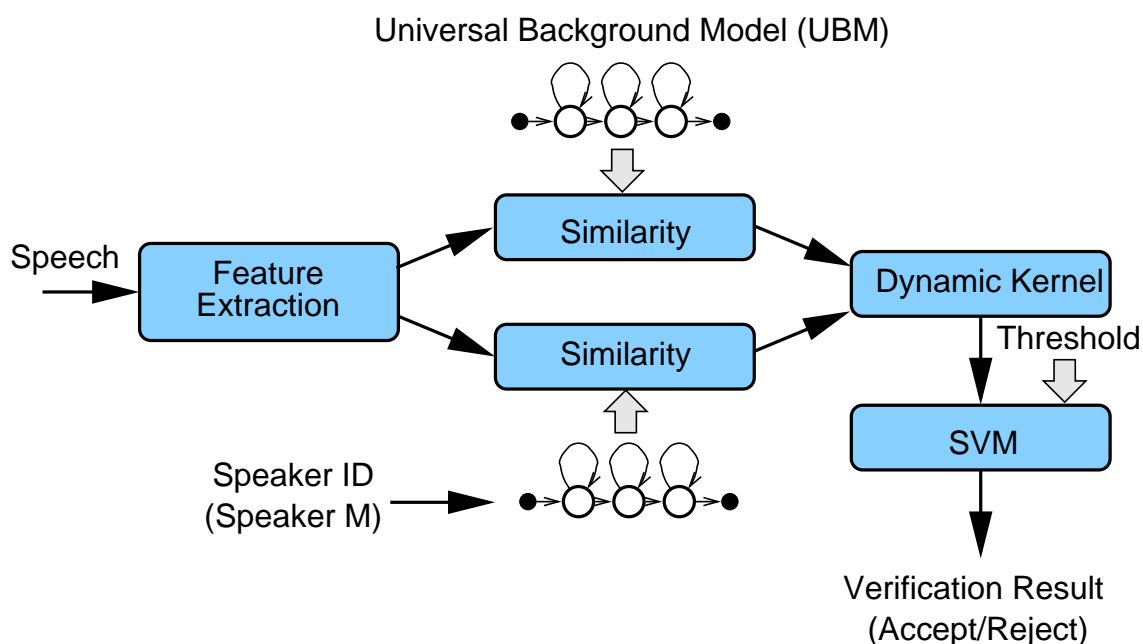 Universal Background Model (UBM)
Similarity
Speech
Feature
Extraction
Dynamic Kernel
Similarity
Threshold
SVM
Speaker ID
(Speaker M)
Verification Result
(Accept/Reject)